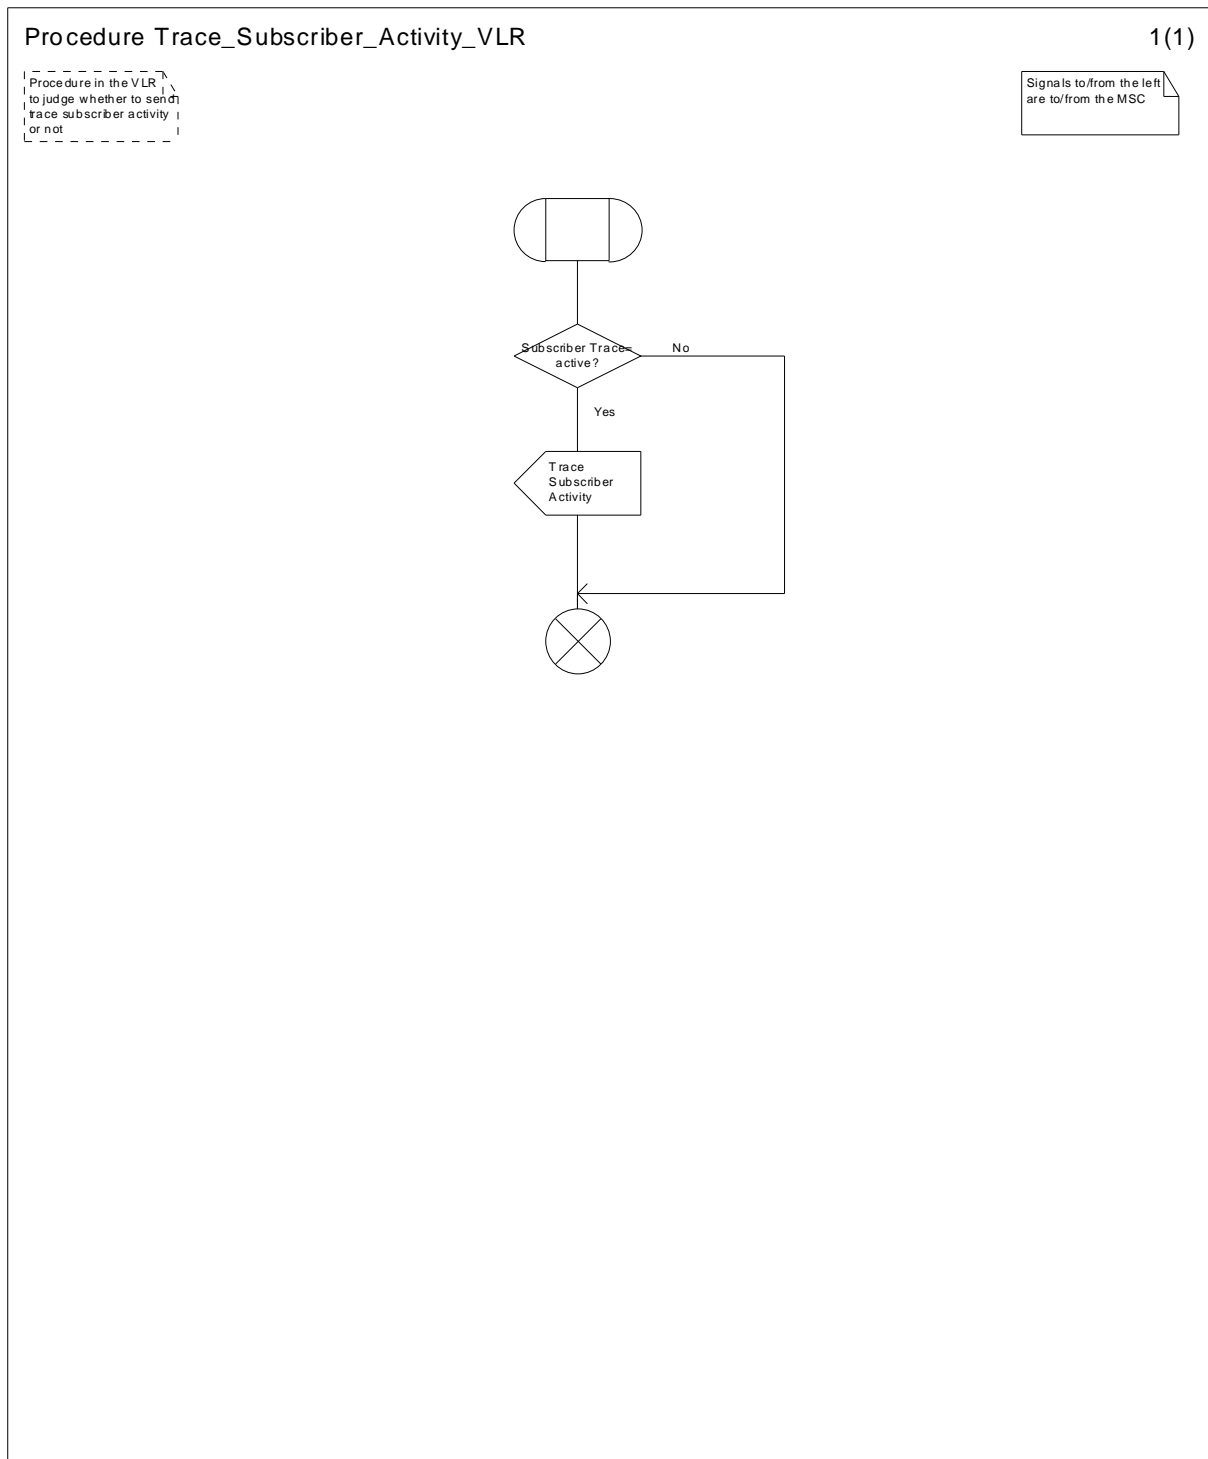 Procedure Trace_Subscriber_Activity_VLR
1(1)
Procedure in the VLR
to judge whether to send
trace subscriber activity
or not
Signals to/from the left
are to/from the MSC
Subscriber Trace=
active?
No
Yes
Trace
Subscriber
Activity